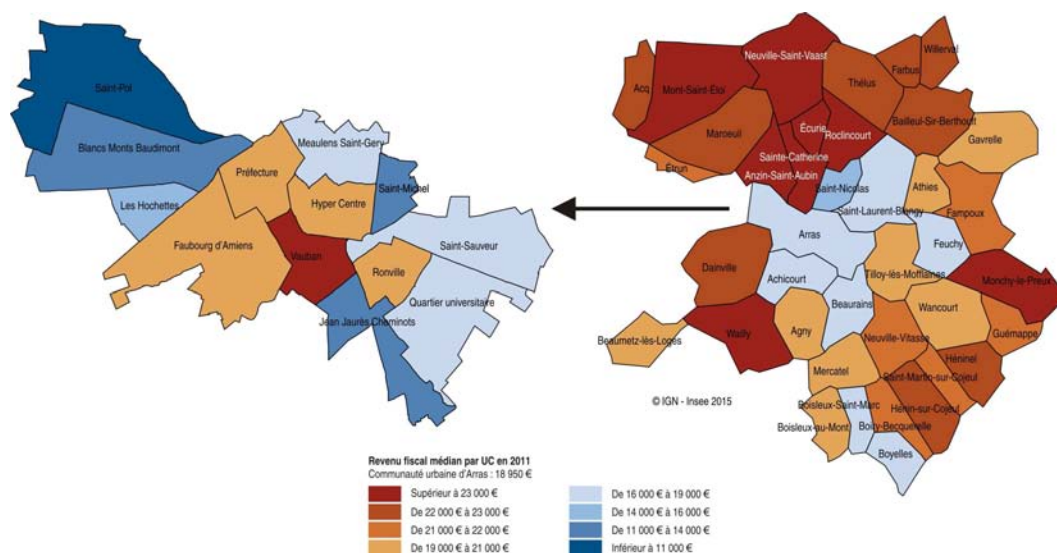 Saint-Pol
Blancs Monts Baudimont
Les Hochettes
Meaulens Saint-Gery
Préfecture
Saint-Michel
Hyper Centre
Faubourg d'Amiens
Vauban
Saint-Sauveur
Ronville
Quartier universitaire
Jean Jaurès Cheminots
Neuville-Saint-Vaast
Willerval
Farbus
Acq
Mont-Saint-Eloi
Thélus
Écurie
Roclincourt
Bailleul-Sir-Berthoult
Maroeuil
Gavrelle
Sainte-Catherine
Étrun
Anzin-Saint-Aubin
Saint-Nicolas
Athies
Saint-Laurent-Blangy
Fampoux
Arras
Feuchy
Dainville
Achicourt
Tilloy-lès-Mofflaines
Monchy-le-Preux
Beaurains
Wancourt
Wailly
Agny
Neuville-Vitasse
Guémappe
Beaumetz-lès-Loges
Héninel
Mercatel
Saint-Martin-sur-Cojeul
© IGN - Insee 2015
Boisleux-Saint-Marc
Hénin-sur-Cojeul
Boisleux-au-Mont
Boiry-Becquerelle
Boyelles
Revenu fiscal médian par UC en 2011
Communauté urbaine d'Arras : 18 950 €
Supérieur à 23 000 €
De 22 000 € à 23 000 €
De 21 000 € à 22 000 €
De 19 000 € à 21 000 €
De 16 000 € à 19 000 €
De 14 000 € à 16 000 €
De 11 000 € à 14 000 €
Inférieur à 11 000 €